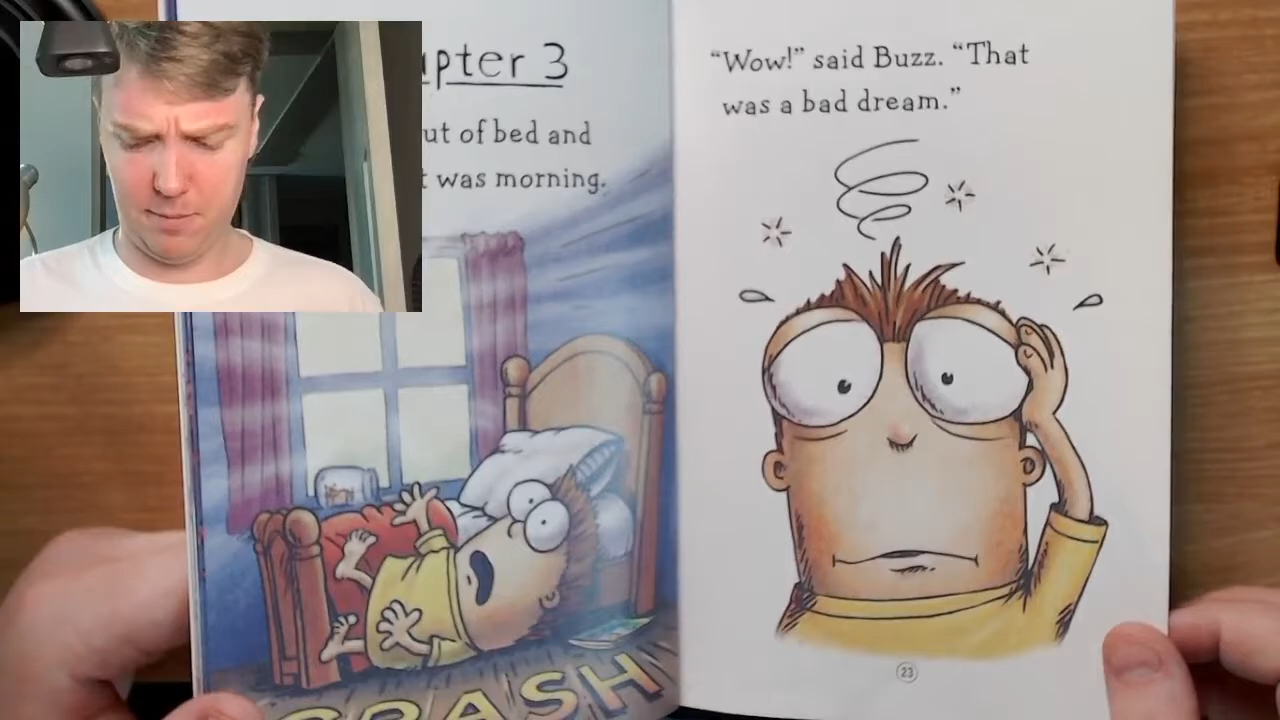 pter 3
ut of bed and
t was morning.
CRASH
“Wow!” said Buzz. “That
was a bad dream.”
23